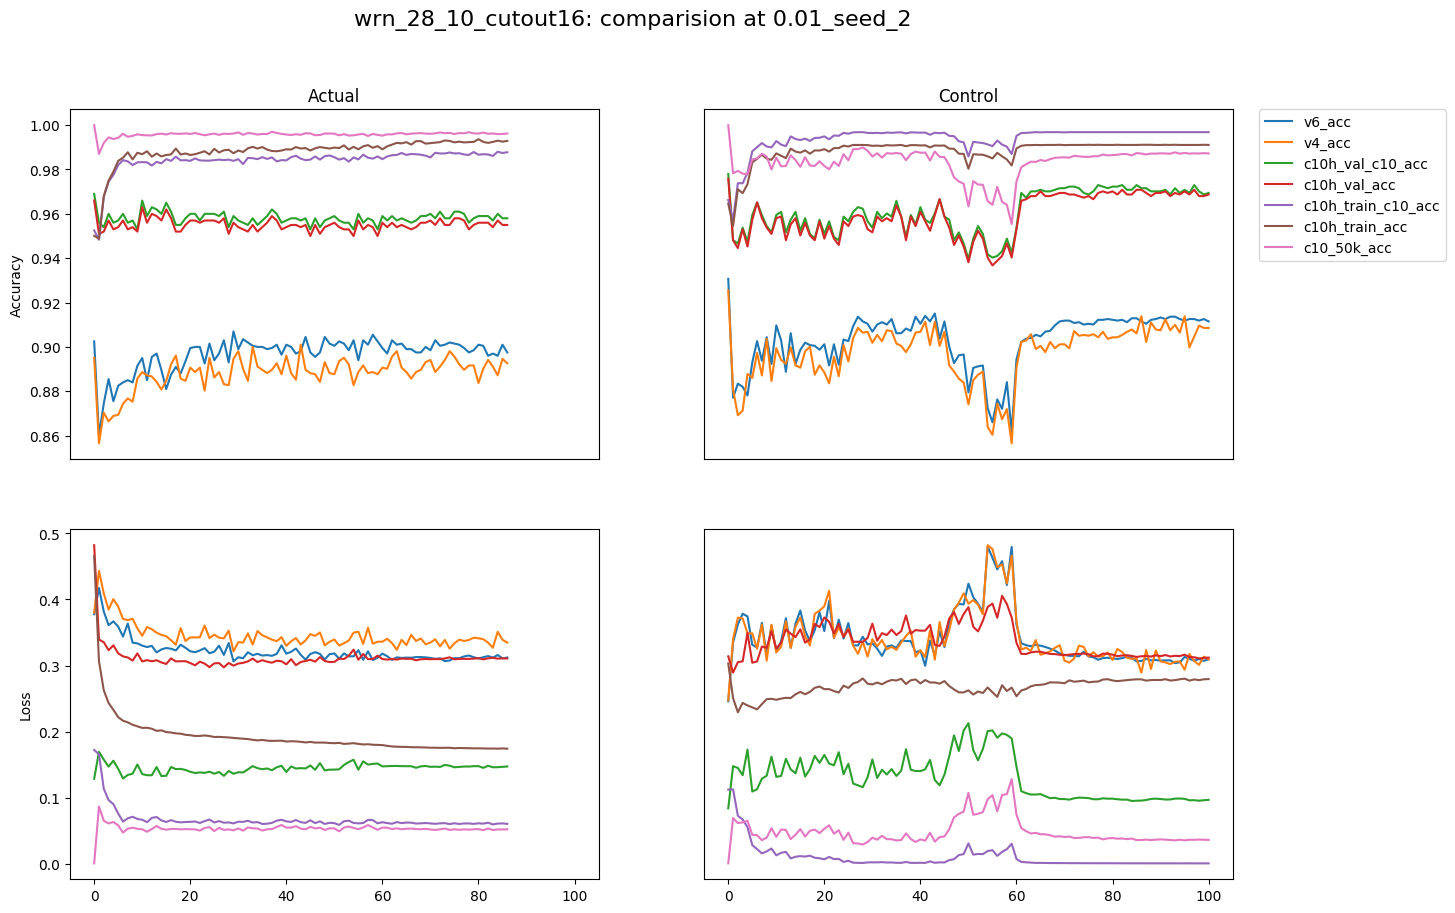 wrn_28_10_cutout16: comparision at 0.01_seed_2
Actual
Control
Accuracy
1.00
0.98
0.96
0.94
0.92
0.90
0.88
0.86
v6_acc
v4_acc
c10h_val_c10_acc
c10h_val_acc
c10h_train_c10_acc
c10h_train_acc
c10_50k_acc
Loss
0.5
0.4
0.3
0.2
0.1
0.0
0 20 40 60 80 100
0 20 40 60 80 100